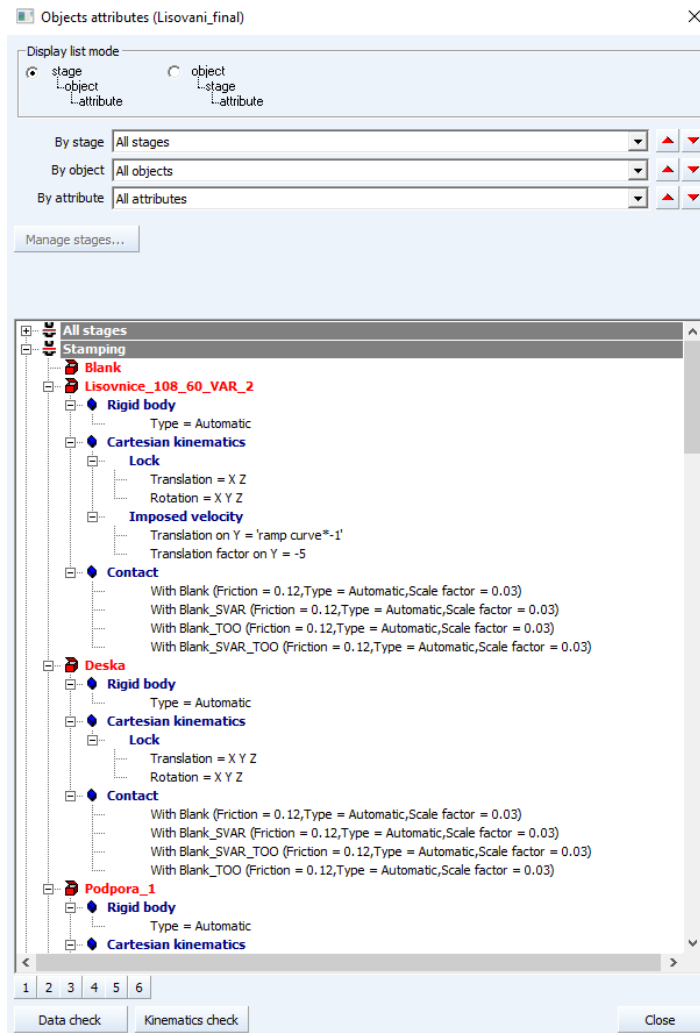 Objects attributes (Lisovani_final)
Display list mode
stage
object
attribute
object
stage
attribute
By stage All stages
By object All objects
By attribute All attributes
Manage stages...
All stages
Stamping
Blank
Lisovnice_108_60_VAR_2
Rigid body
Type = Automatic
Cartesian kinematics
Lock
Translation = X Z
Rotation = X Y Z
Imposed velocity
Translation on Y = 'ramp curve*-1'
Translation factor on Y = -5
Contact
With Blank (Friction = 0.12,Type = Automatic,Scale factor = 0.03)
With Blank_SVAR (Friction = 0.12,Type = Automatic,Scale factor = 0.03)
With Blank_TOO (Friction = 0.12,Type = Automatic,Scale factor = 0.03)
With Blank_SVAR_TOO (Friction = 0.12,Type = Automatic,Scale factor = 0.03)
Deska
Rigid body
Type = Automatic
Cartesian kinematics
Lock
Translation = X Y Z
Rotation = X Y Z
Contact
With Blank (Friction = 0.12,Type = Automatic,Scale factor = 0.03)
With Blank_SVAR (Friction = 0.12,Type = Automatic,Scale factor = 0.03)
With Blank_SVAR_TOO (Friction = 0.12,Type = Automatic,Scale factor = 0.03)
With Blank_TOO (Friction = 0.12,Type = Automatic,Scale factor = 0.03)
Podpora_1
Rigid body
Type = Automatic
Cartesian kinematics
1 2 3 4 5 6
Data check Kinematics check Close